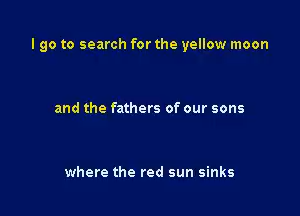 I go to search for the yellow moon
and the fathers of our sons
where the red sun sinks